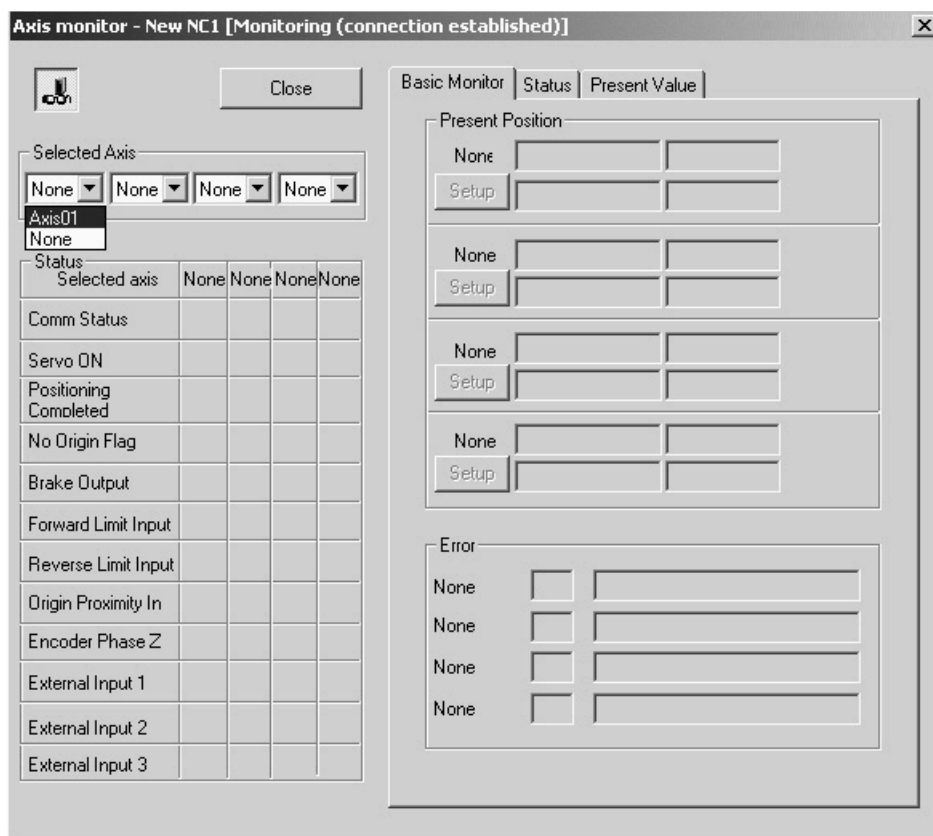 Axis monitor - New NC1 [Monitoring (connection established)]
Close
Selected Axis
None None None None
Axis01
None
Status
Selected axis None None None None
Comm Status
Servo ON
Positioning
Completed
No Origin Flag
Brake Output
Forward Limit Input
Reverse Limit Input
Origin Proximity In
Encoder Phase Z
External Input 1
External Input 2
External Input 3
Basic Monitor Status Present Value
Present Position
None
Setup
None
Setup
None
Setup
None
Setup
Error
None
None
None
None